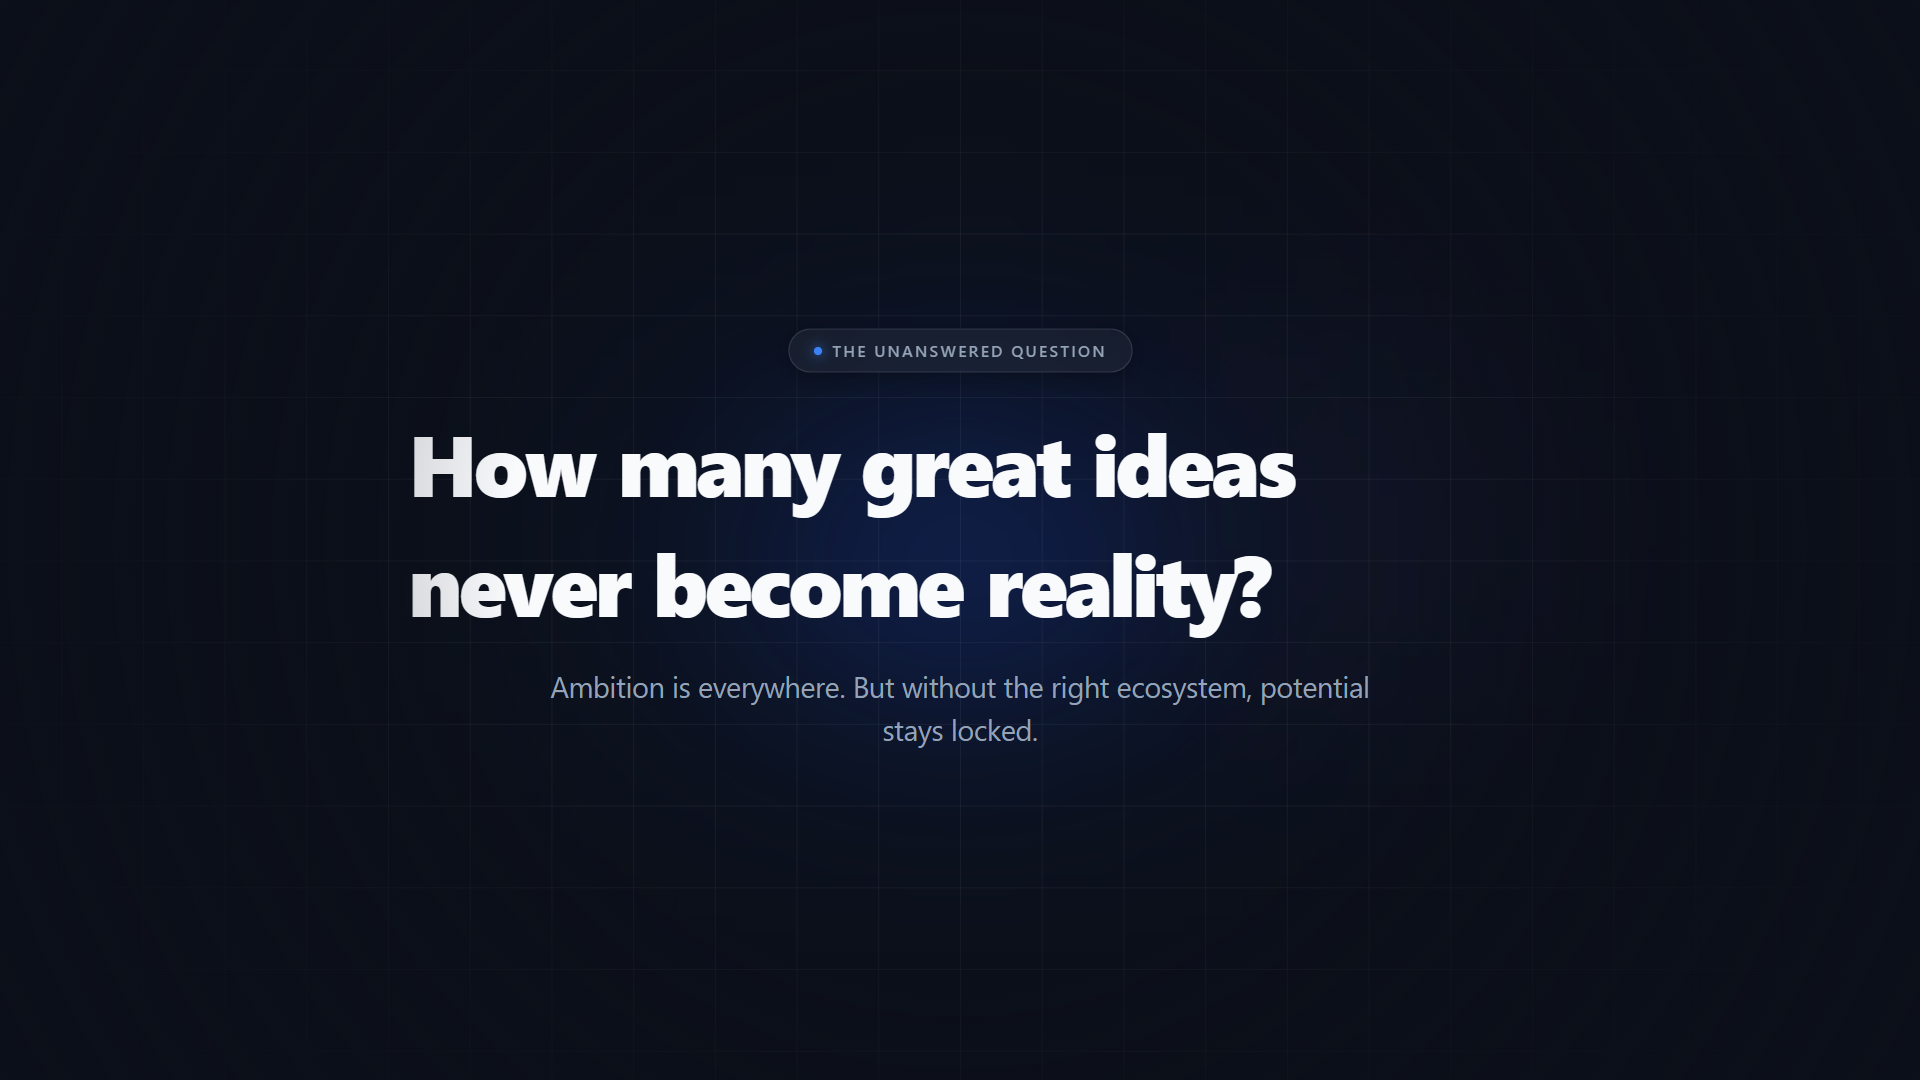 THE UNANSWERED QUESTION
How many great ideas
never become reality?
Ambition is everywhere. But without the right ecosystem, potential
stays locked.